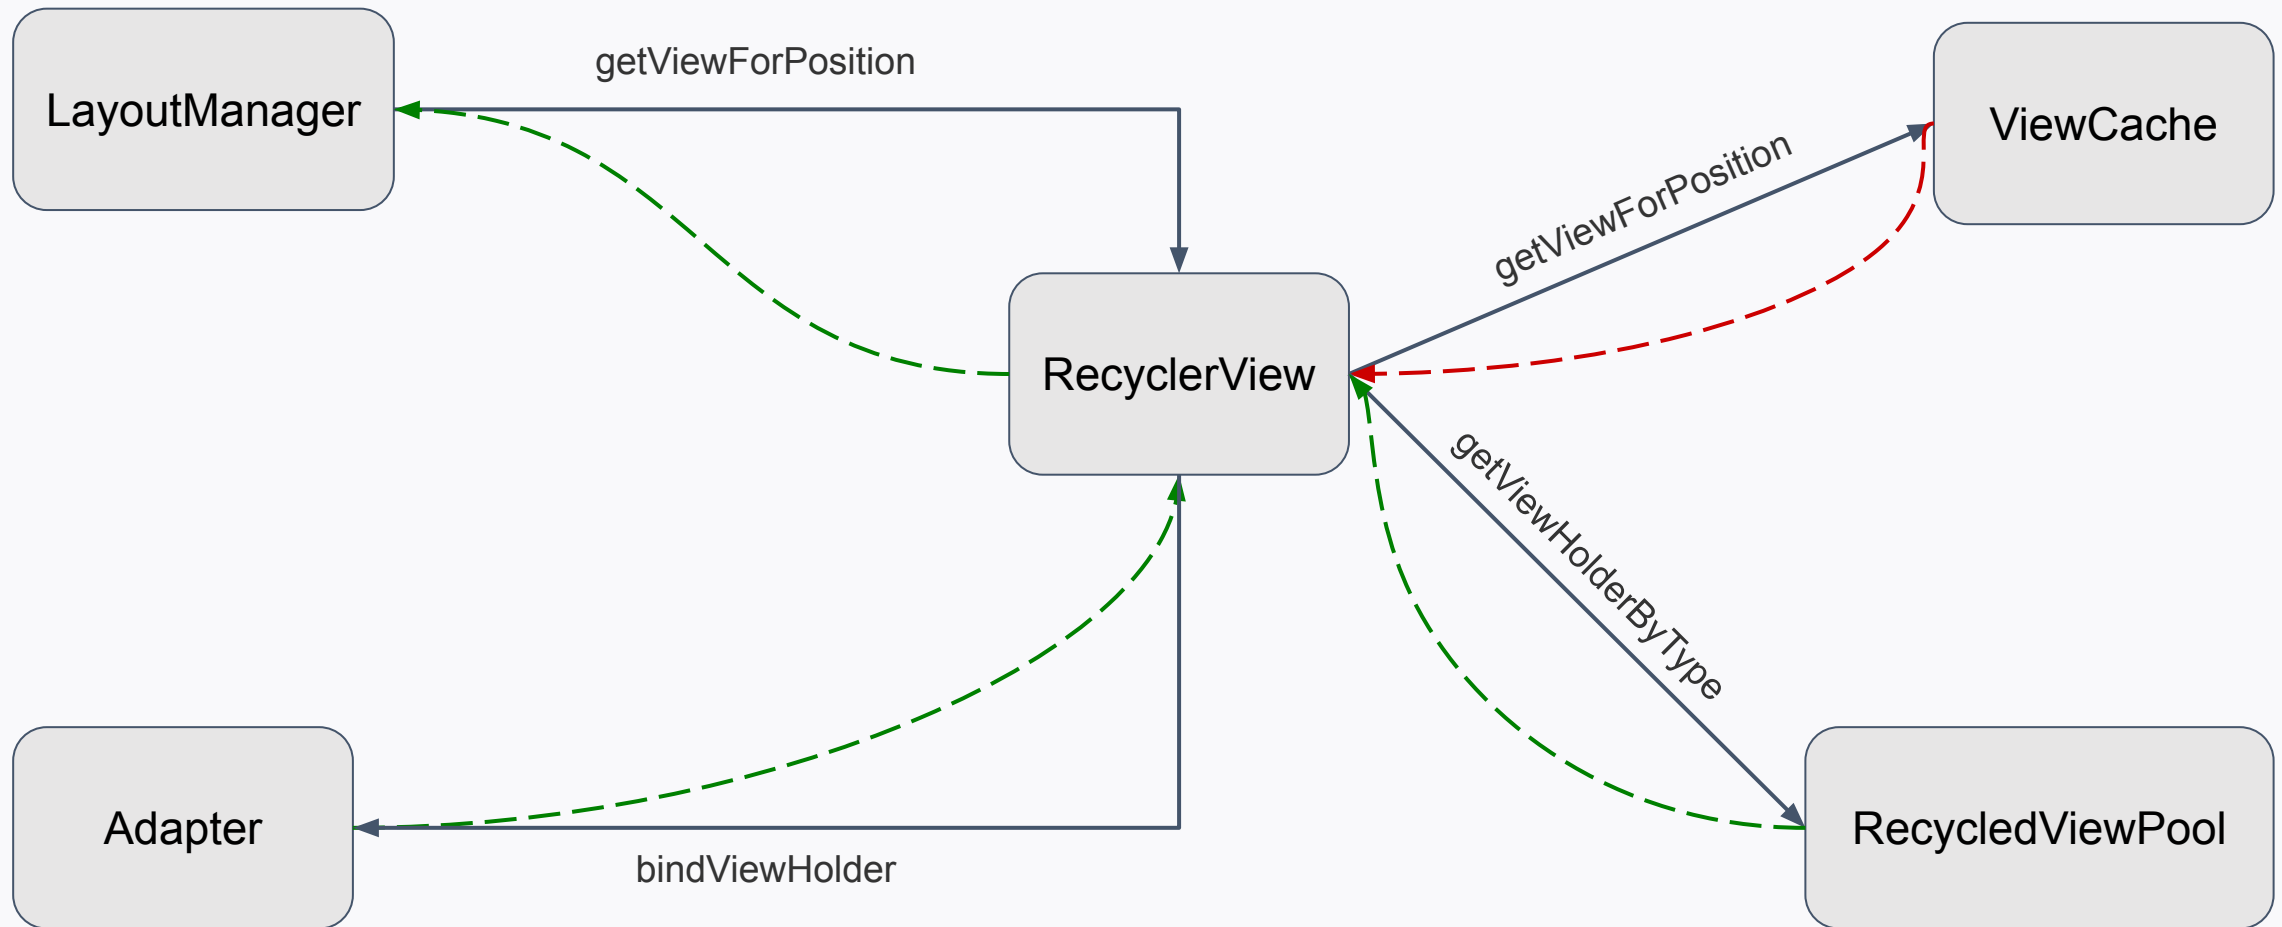 getViewForPosition
LayoutManager
ViewCache
getViewForPosition
RecyclerView
getViewHolderByType
Adapter
RecycledViewPool
bindViewHolder